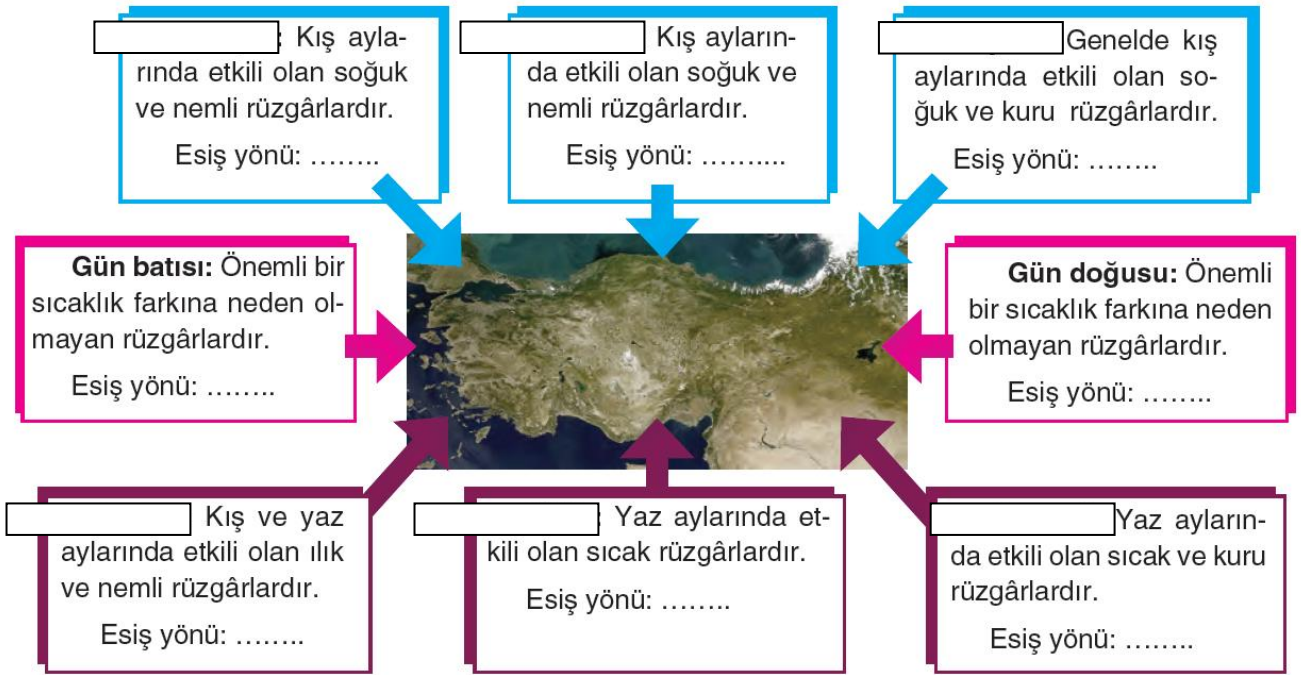 : Kış ayla-
rında etkili olan soğuk
ve nemli rüzgârlardır.
Esiş yönü: ……..
Kış ayların-
da etkili olan soğuk ve
nemli rüzgârlardır.
Esiş yönü: ………..
Genelde kış
aylarında etkili olan so-
ğuk ve kuru rüzgârlardır.
Esiş yönü: ……..
Gün batısı: Önemli bir
sıcaklık farkına neden ol-
mayan rüzgârlardır.
Esiş yönü: ……..
Gün doğusu: Önemli
bir sıcaklık farkına neden
olmayan rüzgârlardır.
Esiş yönü: ……..
Kış ve yaz
aylarında etkili olan ılık
ve nemli rüzgârlardır.
Esiş yönü: ……..
: Yaz aylarında et-
kili olan sıcak rüzgârlardır.
Esiş yönü: ……..
Yaz ayların-
da etkili olan sıcak ve kuru
rüzgârlardır.
Esiş yönü: ……..